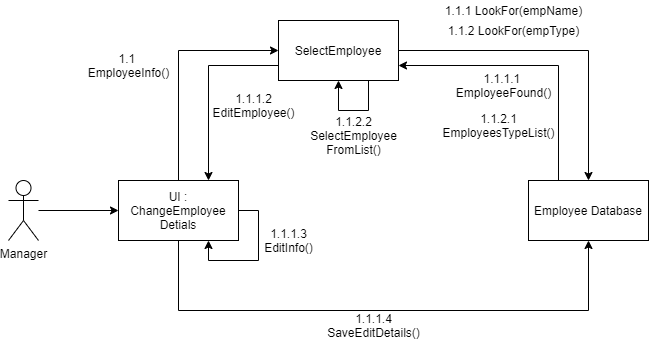 1.1.1 LookFor(empName)
1.1.2 LookFor(empType)
SelectEmployee
1.1
EmployeeInfo()
1.1.1.2
EditEmployee()
1.1.2.2
SelectEmployee
FromList()
1.1.1.1
EmployeeFound()
1.1.2.1
EmployeesTypeList()
UI :
ChangeEmployee
Detials
Employee Database
1.1.1.3
EditInfo()
Manager
1.1.1.4
SaveEditDetails()